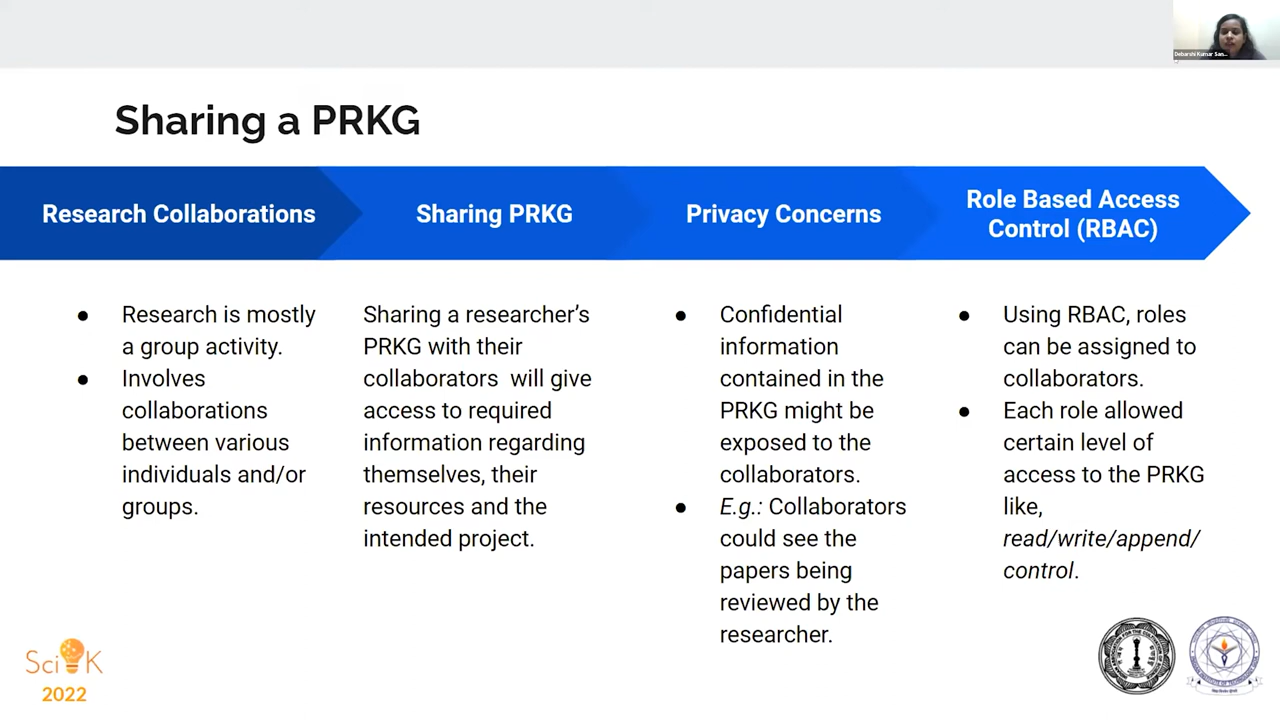 Debarshi Kumar San...
Sharing a PRKG
Research Collaborations
Sharing PRKG
Privacy Concerns
Role Based Access
Control (RBAC)
● Research is mostly
a group activity.
● Involves
collaborations
between various
individuals and/or
groups.
Sharing a researcher’s
PRKG with their
collaborators will give
access to required
information regarding
themselves, their
resources and the
intended project.
● Confidential
information
contained in the
PRKG might be
exposed to the
collaborators.
● E.g.: Collaborators
could see the
papers being
reviewed by the
researcher.
● Using RBAC, roles
can be assigned to
collaborators.
● Each role allowed
certain level of
access to the PRKG
like,
read/write/append/
control.
Sci K
2022